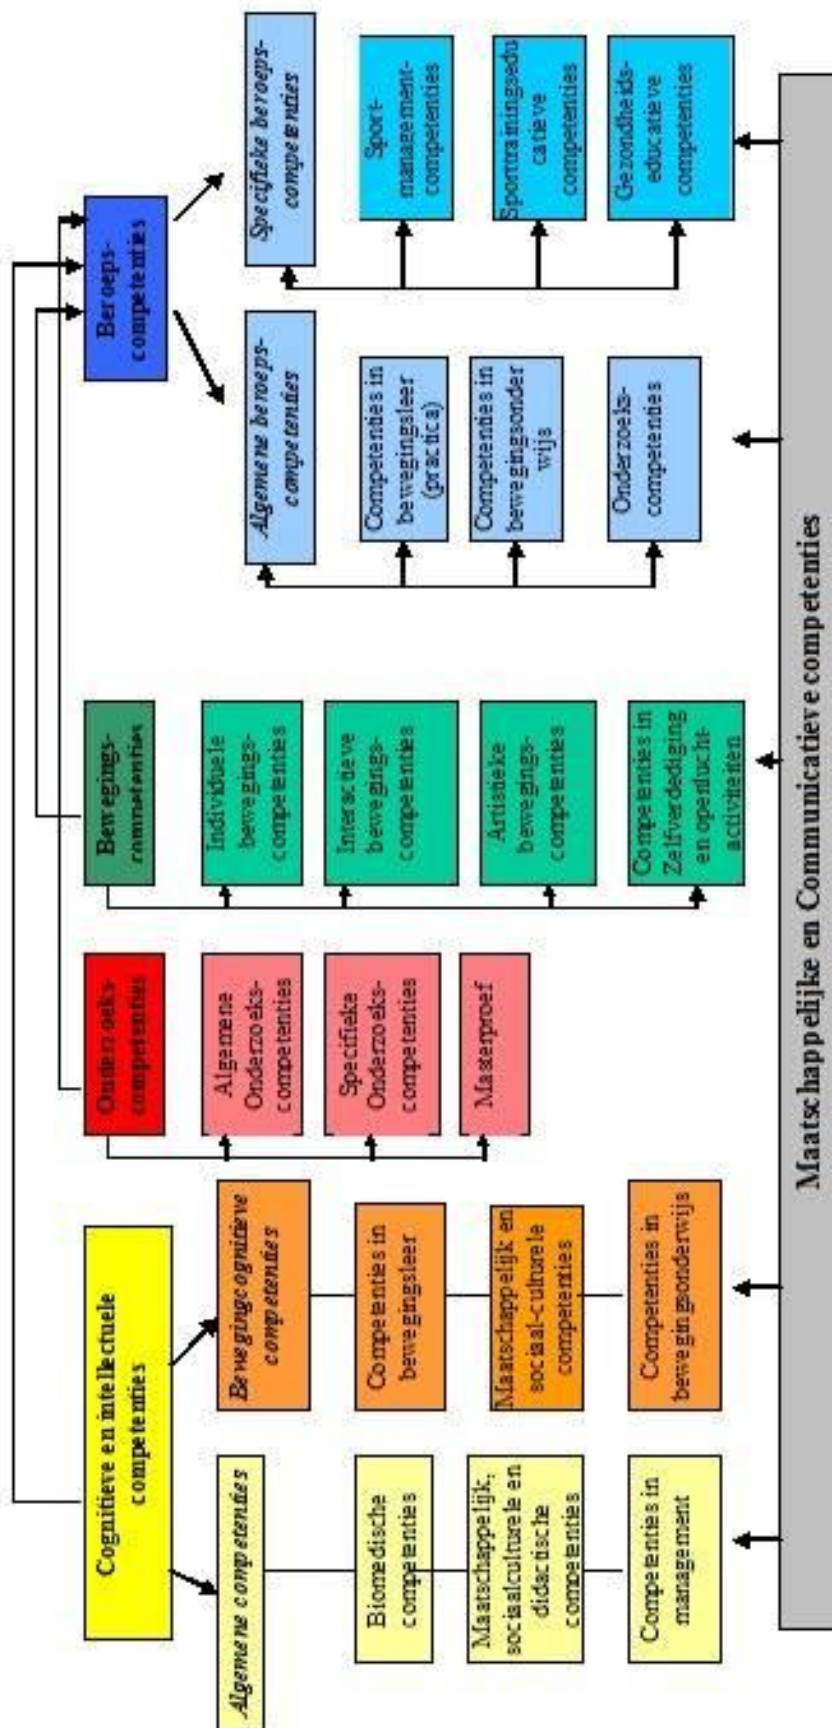 Cognitieve en intellectuele
competenties
Algemene competenties
Biomedische
competenties
Maatschappelijk,
sociaalculturele en
didactische
competenties
Competenties in
management
Bewegingcognitieve
competenties
Competenties in
bewegingsleer
Maatschappelijk en
sociaal-culturele
competenties
Competenties in
bewegingsonderwijs
Onderzoeks-
competenties
Algemene
Onderzoeks-
competenties
Specifieke
Onderzoeks-
competenties
Masterproef
Bewegings-
competenties
Individuele
bewegings-
competenties
Interactieve
bewegings-
competenties
Artistieke
bewegings-
competenties
Competenties in
Zelfverdediging
en openlucht-
activiteiten
Beroeps-
competenties
Algemene beroeps-
competenties
Competenties in
bewegingsleer
(practica)
Competenties in
bewegingsonder
wijs
Onderzoeks-
competenties
Specifieke beroeps-
competenties
Sport-
management-
competenties
Sportrainingsedu
catieve
competenties
Gezondheids-
educatieve
competenties
Maatschappelijke en Communicatieve competenties